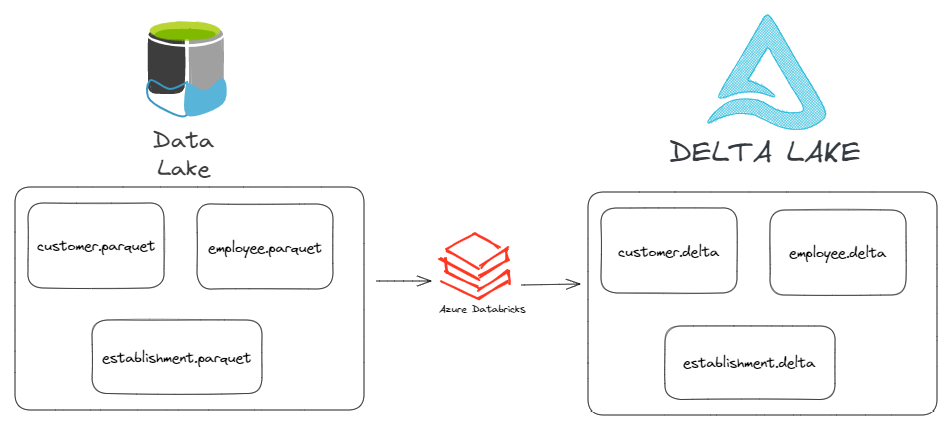 Data
Lake
DELTA LAKE
customer.parquet
employee.parquet
establishment.parquet
Azure Databricks
customer.delta
employee.delta
establishment.delta